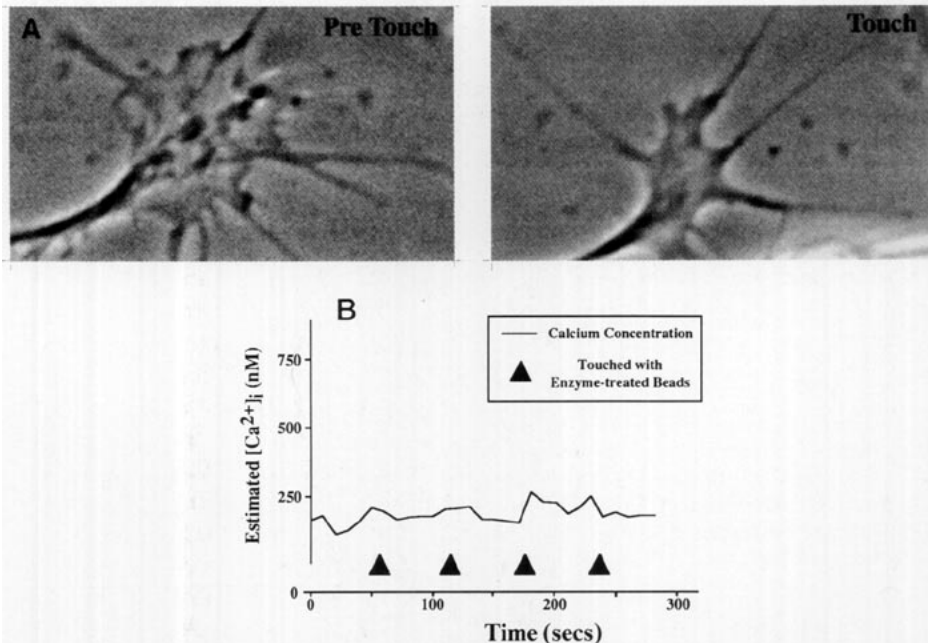 A
Pre Touch
Touch
B
Calcium Concentration
Touched with
Enzyme-treated Beads
Estimated [Ca2+]i (nM)
750
500
250
0
0
100
200
300
Time (secs)